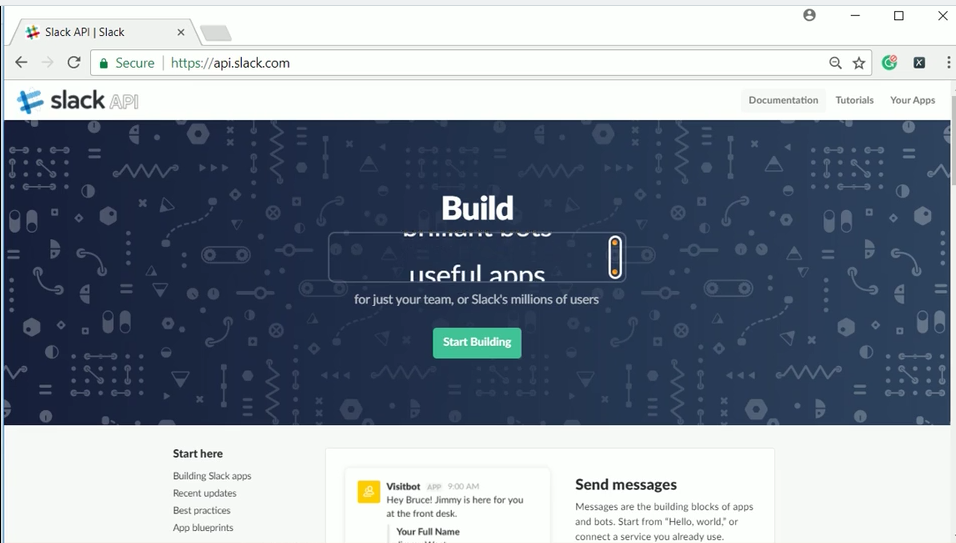 Slack API | Slack
Secure
https://api.slack.com
slack API
Documentation
Tutorials
Your Apps
Build
brilliant bots
useful apps
for just your team, or Slack's millions of users
Start Building
Start here
Building Slack apps
Recent updates
Best practices
App blueprints
Visitbot APP 9:00 AM
Hey Bruce! Jimmy is here for you
at the front desk.
Your Full Name
Send messages
Messages are the building blocks of apps
and bots. Start from “Hello, world,” or
connect a service you already use.